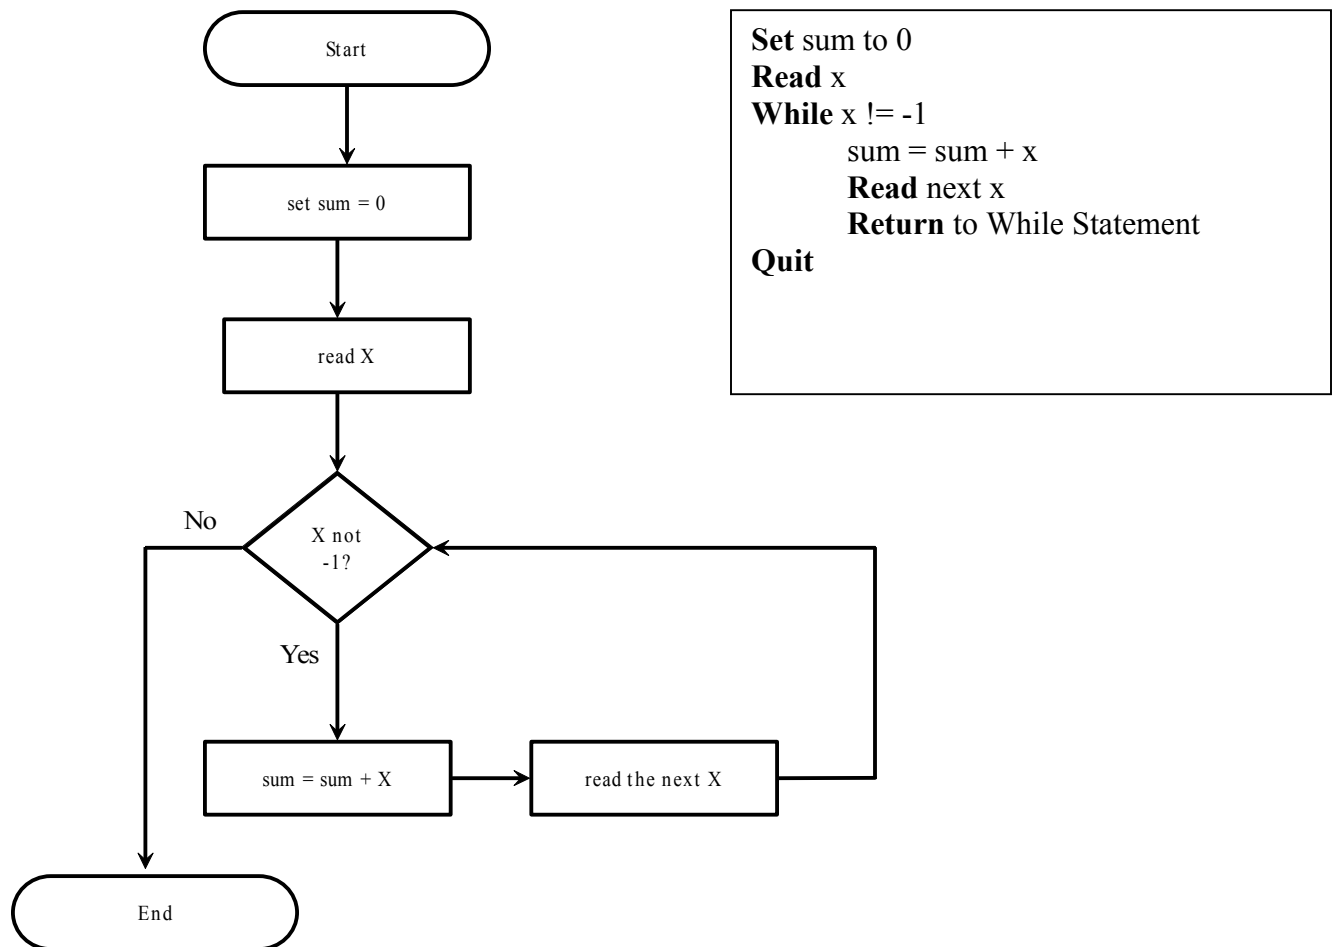 Start
set sum = 0
read X
X not
-1?
No
Yes
sum = sum + X
read the next X
End
Set sum to 0
Read x
While x != -1
sum = sum + x
Read next x
Return to While Statement
Quit